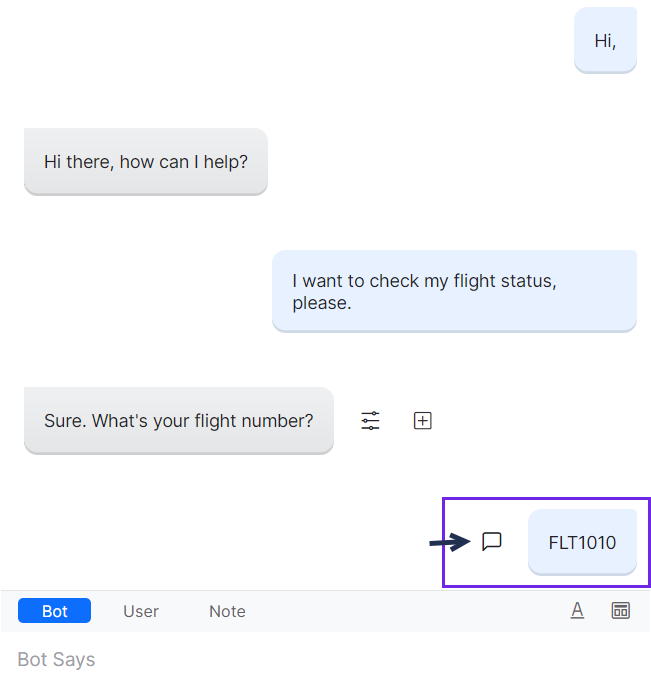 Hi,
Hi there, how can I help?
I want to check my flight status,
please.
Sure. What's your flight number?
FLT1010
Bot User Note A
Bot Says